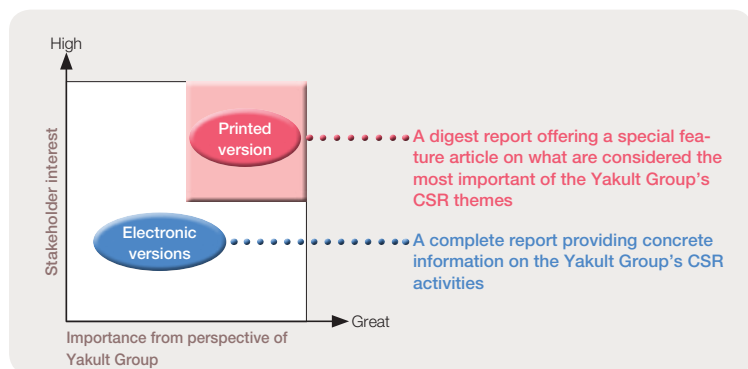 High
Stakeholder interest
Printed
version
A digest report offering a special fea-
ture article on what are considered the
most important of the Yakult Group's
CSR themes
Electronic
versions
A complete report providing concrete
information on the Yakult Group's CSR
activities
Great
Importance from perspective of
Yakult Group